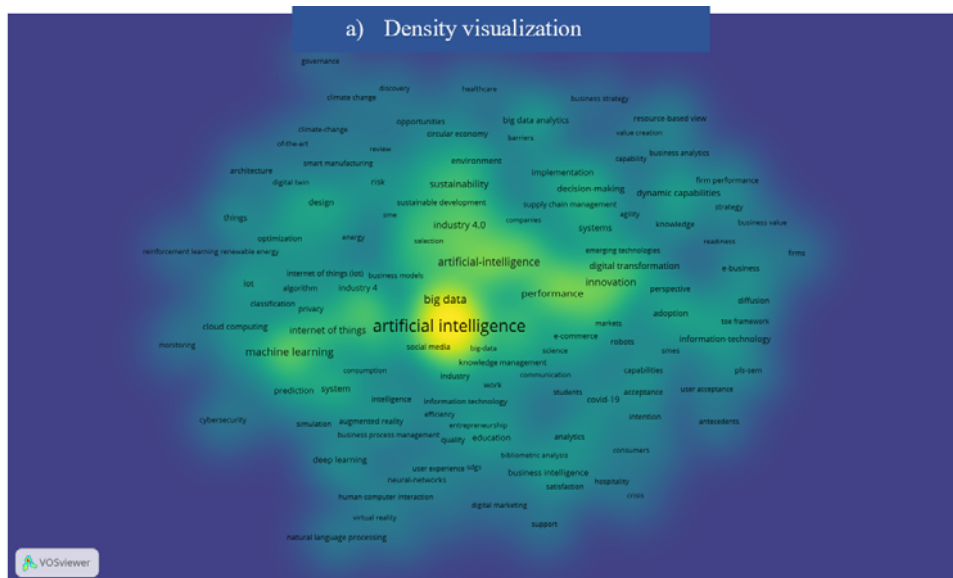 a) Density visualization
governance
discovery
healthcare
climate change
business strategy
opportunities
big data analytics
resource-based view
climate-change
circular economy
barriers
value creation
of-the-art
review
business analytics
smart manufacturing
environment
capability
architecture
implementation
digital twin
risk
sustainability
decision-making
firm performance
dynamic capabilities
design
sustainable development
supply chain management
strategy
things
sme
companies
agility
industry 4.0
systems
knowledge
business value
optimization
energy
selection
readiness
reinforcement learning
renewable energy
emerging technologies
firms
artificial-intelligence
digital transformation
e-business
internet of things (iot)
business models
iot
algorithm
industry 4
innovation
perspective
performance
big data
diffusion
classification
privacy
adoption
toe framework
cloud computing
internet of things
artificial intelligence
markets
robots
e-commerce
information-technology
monitoring
social media
big-data
science
smes
machine learning
knowledge management
pls-sem
consumption
industry
communication
capabilities
work
prediction
system
students
acceptance
user acceptance
intelligence
information technology
covid-19
efficiency
intention
cybersecurity
simulation
augmented reality
entrepreneurship
antecedents
business process management
quality
education
analytics
consumers
bibliometric analysis
deep learning
user experience
sdgs
business intelligence
neural-networks
hospitality
satisfaction
human computer interaction
crisis
digital marketing
virtual reality
support
natural language processing
VOSviewer